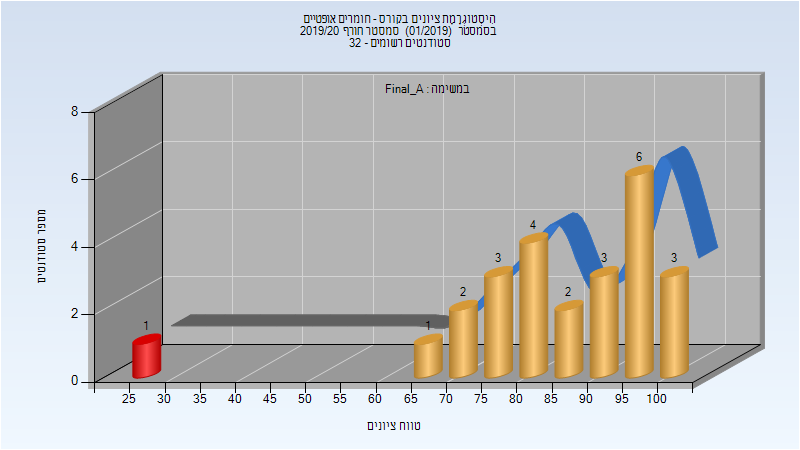 היסטוגרמת ציונים בקורס - חומרים אופטיים
בסמסטר (01/2019) סמסטר חורף 2019/20
סטודנטים רשומים - 32
במשימה : Final_A
מספר סטודנטים
8
6
4
2
0
1
1
2
3
4
2
3
6
3
25 30 35 40 45 50 55 60 65 70 75 80 85 90 95 100
טווח ציונים